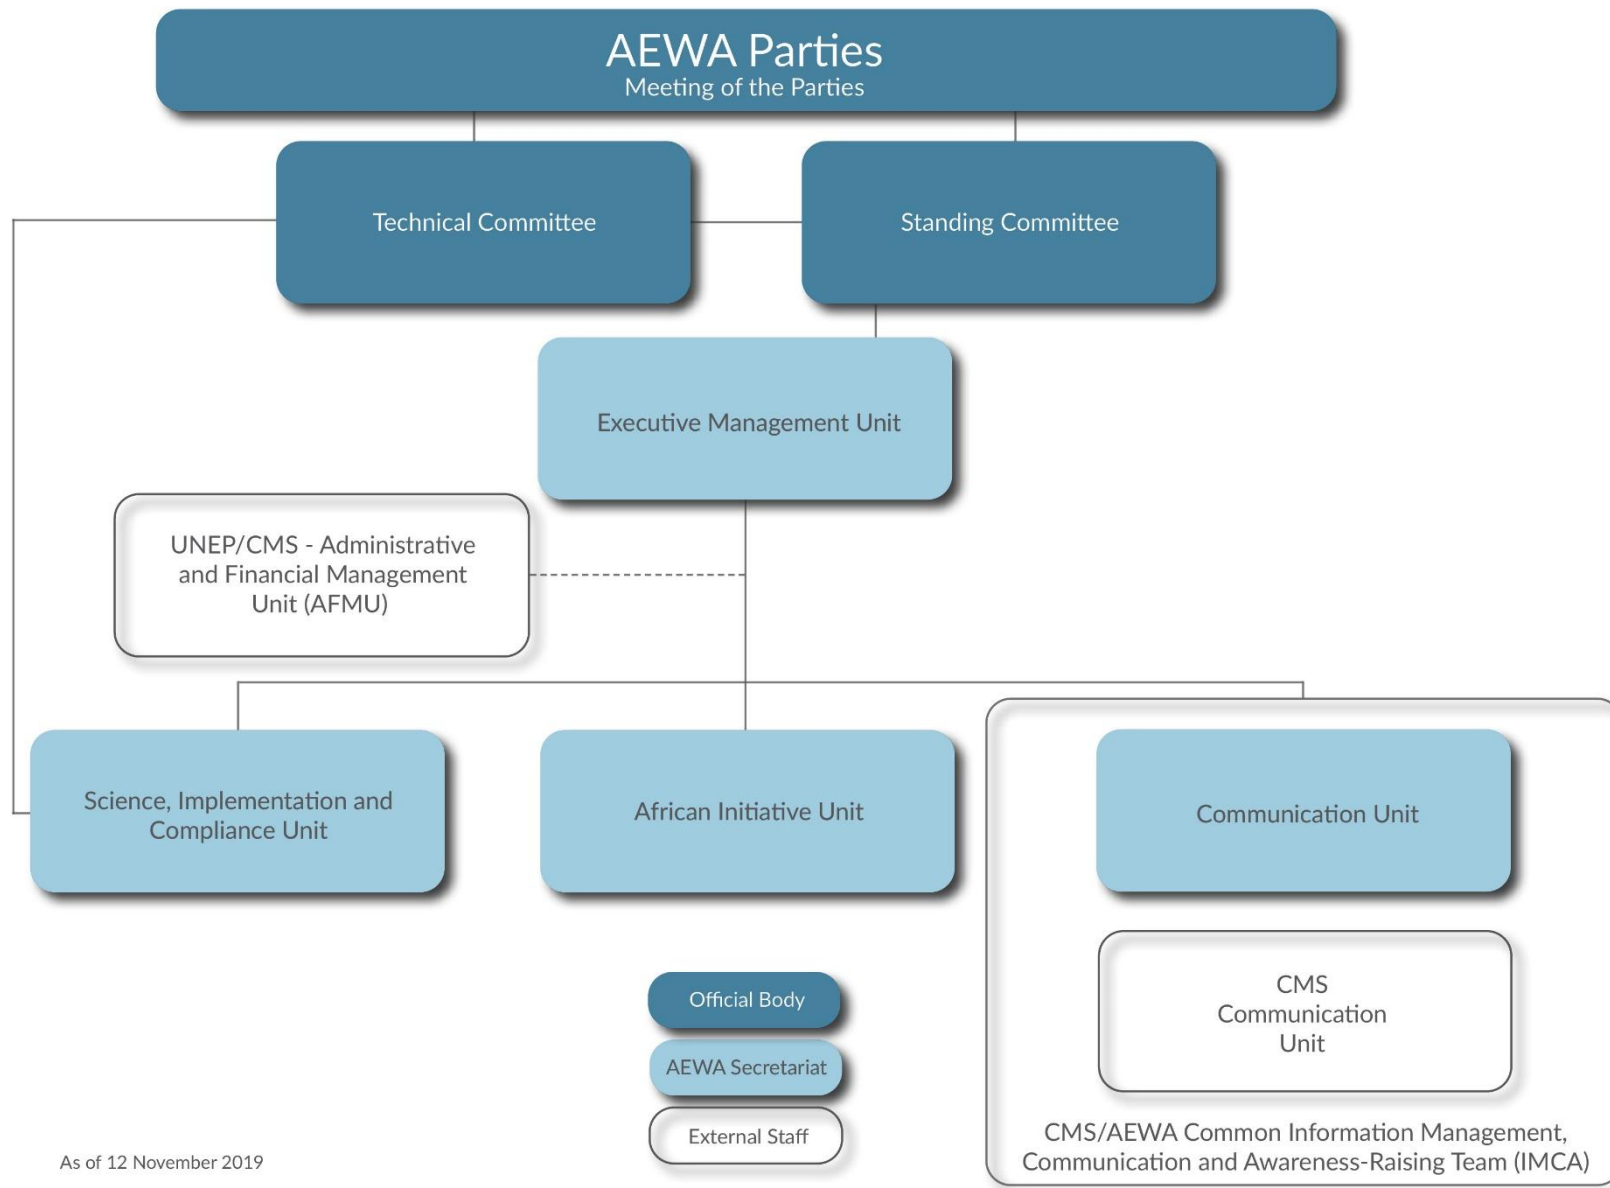 AEWA Parties
Meeting of the Parties
Technical Committee
Standing Committee
Executive Management Unit
UNEP/CMS - Administrative
and Financial Management
Unit (AFMU)
Science, Implementation and
Compliance Unit
African Initiative Unit
Communication Unit
CMS
Communication
Unit
CMS/AEWA Common Information Management,
Communication and Awareness-Raising Team (IMCA)
Official Body
AEWA Secretariat
External Staff
As of 12 November 2019